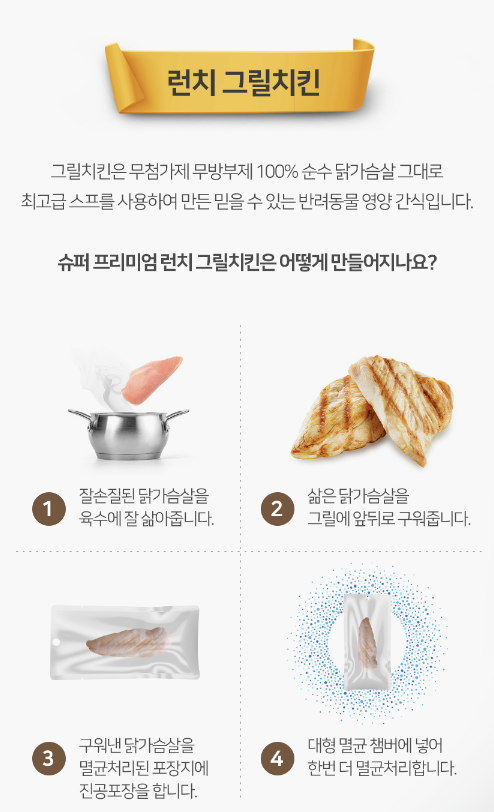 런치 그릴치킨
그릴치킨은 무첨가제 무방부제 100% 순수 닭가슴살 그대로
최고급 스프를 사용하여 만든 믿을 수 있는 반려동물 영양 간식입니다.
슈퍼 프리미엄 런치 그릴치킨은 어떻게 만들어지나요?
1 잘손질된 닭가슴살을
육수에 잘 삶아줍니다.
2 삶은 닭가슴살을
그릴에 앞뒤로 구워줍니다.
3 구워낸 닭가슴살을
멸균처리된 포장지에
진공포장을 합니다.
4 대형 멸균 챔버에 넣어
한번 더 멸균처리합니다.